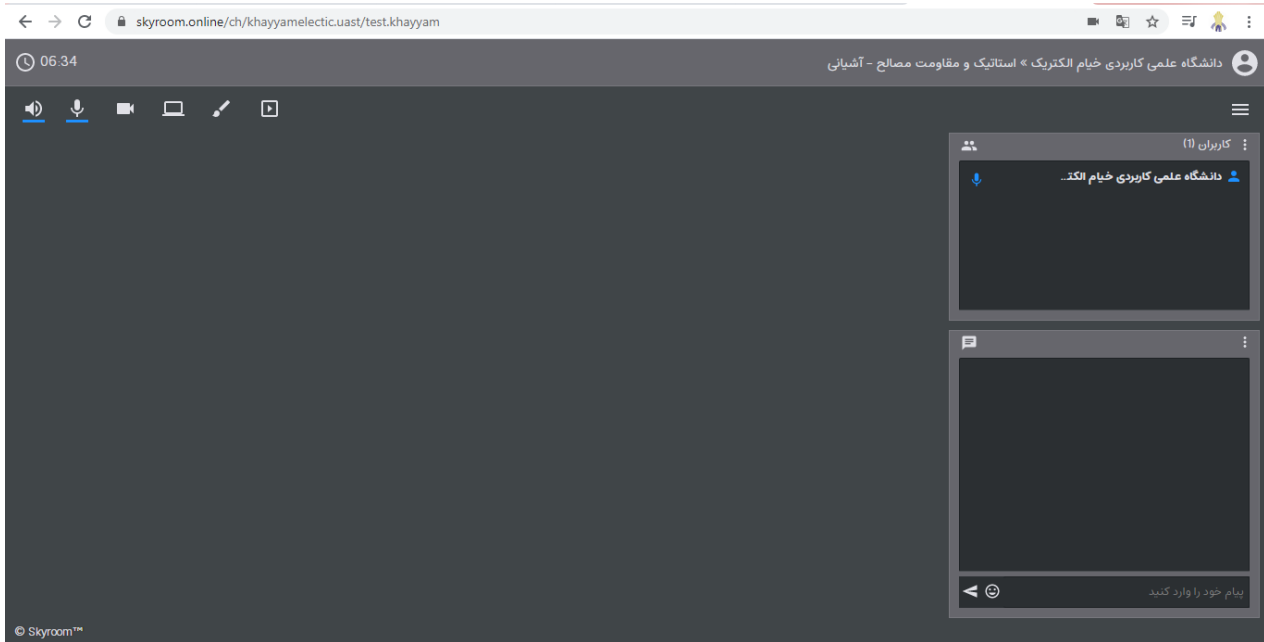 skyroom.online/ch/khayyamelectic.uast/test.khayyam
06:34
دانشگاه علمی کاربردی خیام الکتریک » استاتیک و مقاومت مصالح - آشیانی
کاربران (1)
دانشگاه علمی کاربردی خیام الکتـ...
پیام خود را وارد کنید
© Skyroom™